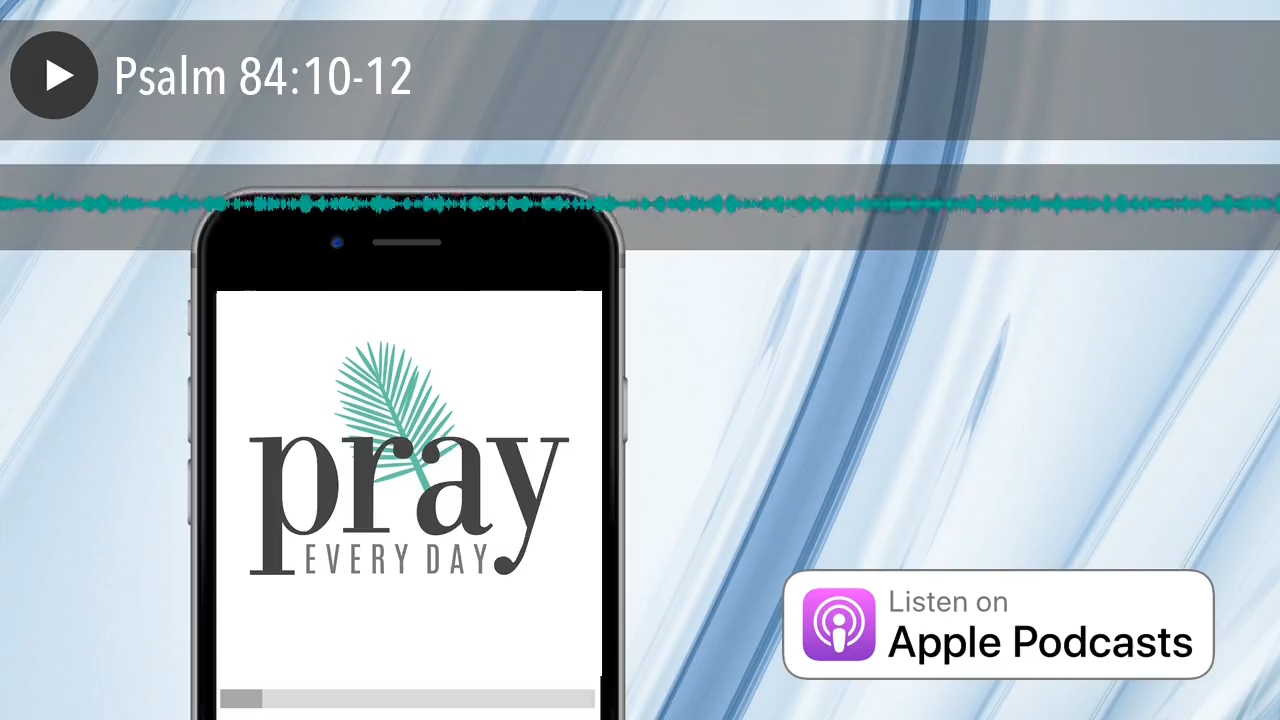 Psalm 84:10-12
pray
EVERY DAY
Listen on
Apple Podcasts